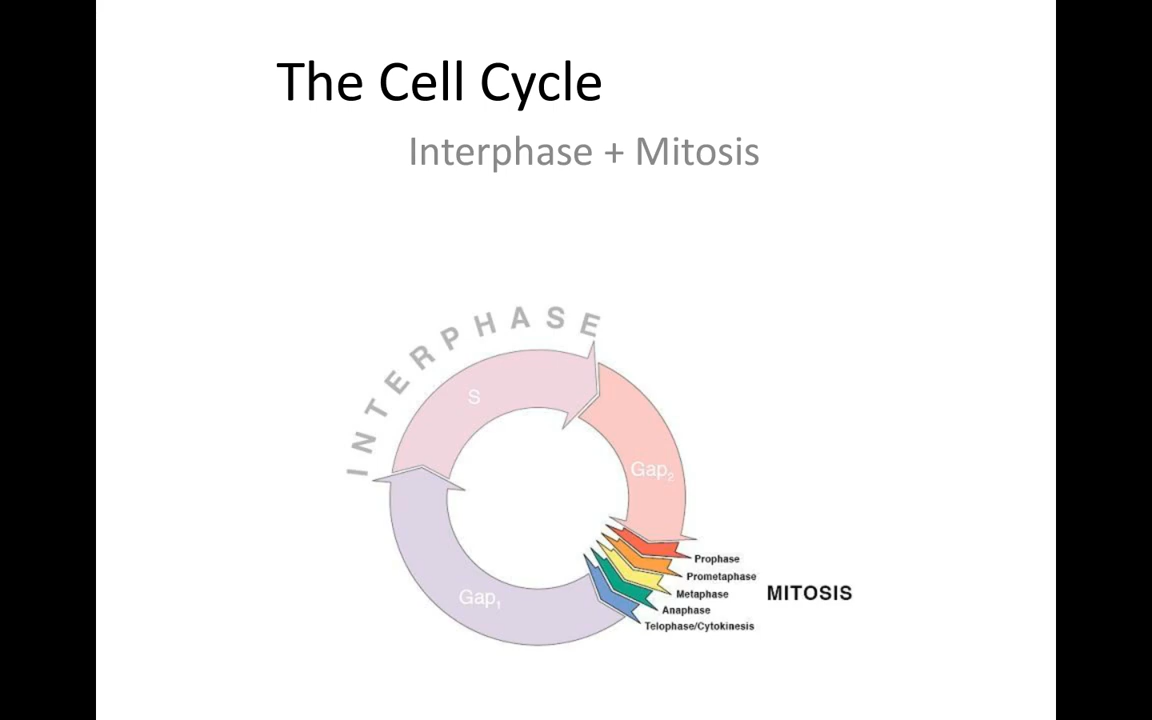 The Cell Cycle
Interphase + Mitosis
INTERPHASE
S
Gap₂
Prophase
Prometaphase
Metaphase
MITOSIS
Anaphase
Gap₁
Telophase/Cytokinesis